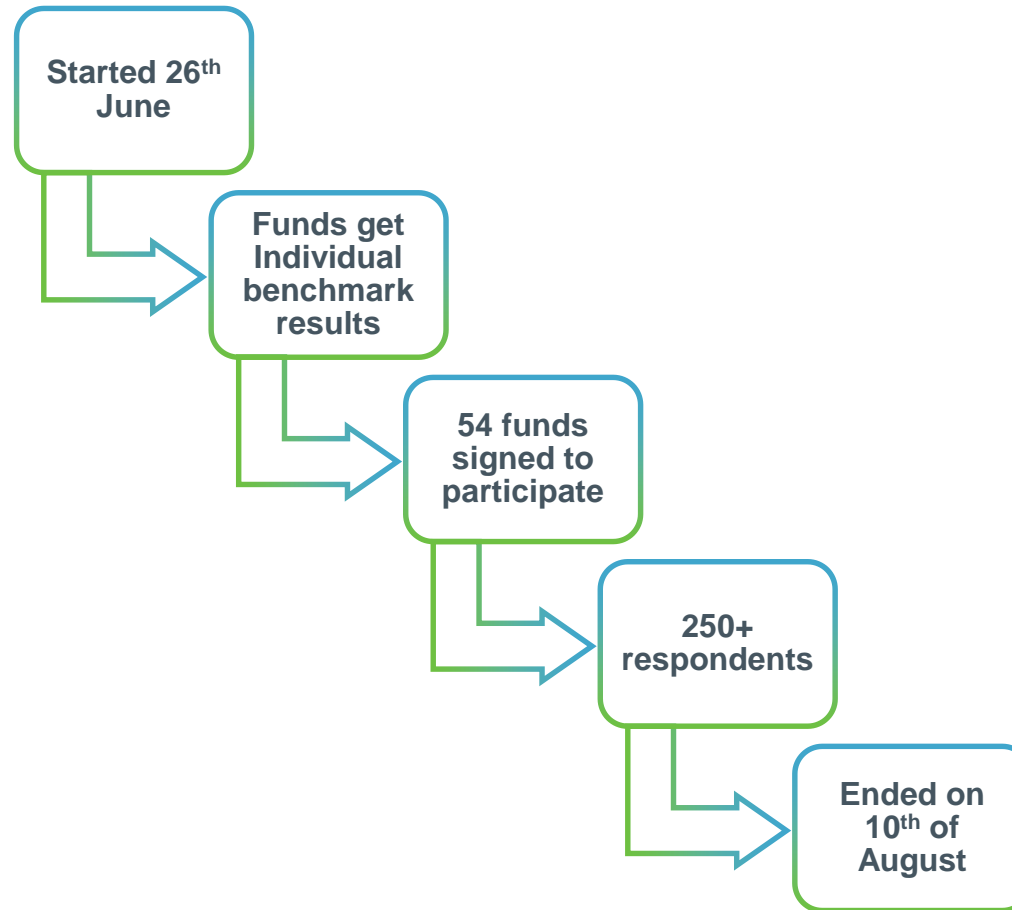 Started 26th
June
Funds get
Individual
benchmark
results
54 funds
signed to
participate
250+
respondents
Ended on
10th of
August